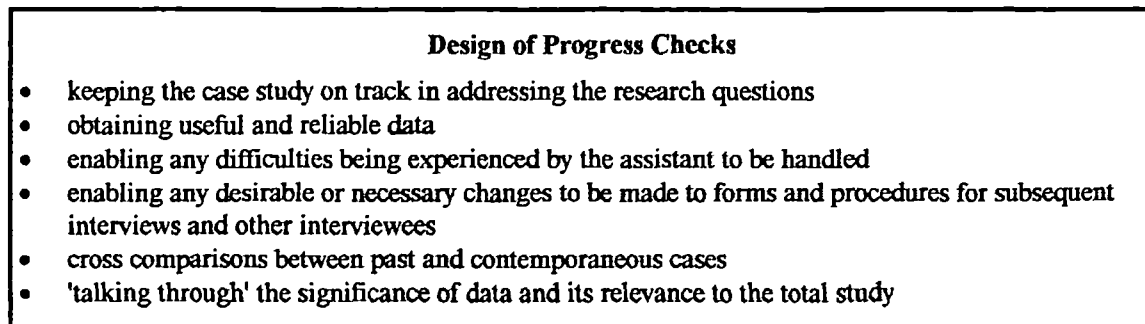 Design of Progress Checks
• keeping the case study on track in addressing the research questions
• obtaining useful and reliable data
• enabling any difficulties being experienced by the assistant to be handled
• enabling any desirable or necessary changes to be made to forms and procedures for subsequent
interviews and other interviewees
• cross comparisons between past and contemporaneous cases
• 'talking through' the significance of data and its relevance to the total study